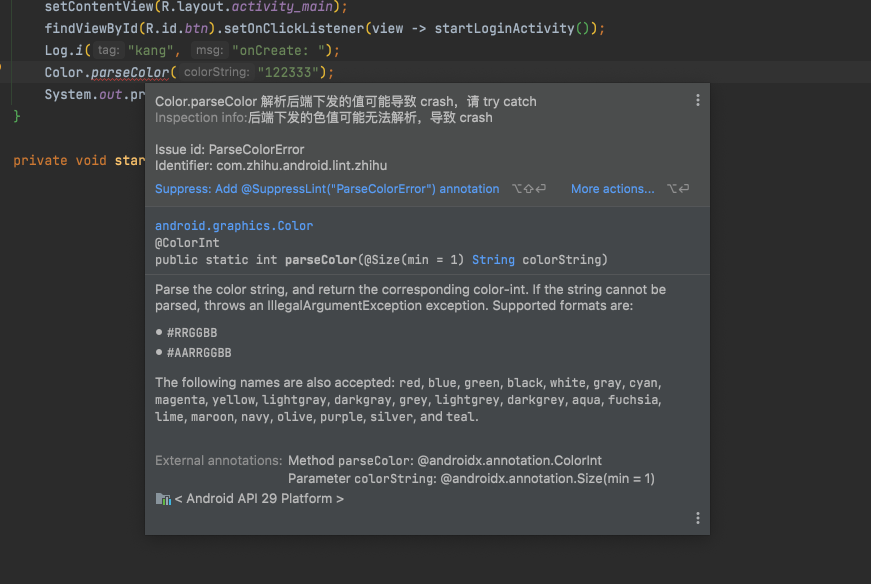 setContentView(R.layout.activity_main);
findViewById(R.id.btn).setOnClickListener(view -> startLoginActivity());
Log.i( tag: "kang", msg: "onCreate: ");
Color.parseColor( colorString: "122333");
System.out.pr
}
private void star
Color.parseColor 解析后端下发的值可能导致 crash，请 try catch
Inspection info:后端下发的色值可能无法解析，导致 crash
Issue id: ParseColorError
Identifier: com.zhihu.android.lint.zhihu
Suppress: Add @SuppressLint("ParseColorError") annotation ⌥⇧⏎ More actions... ⌥⏎
android.graphics.Color
@ColorInt
public static int parseColor(@Size(min = 1) String colorString)
Parse the color string, and return the corresponding color-int. If the string cannot be
parsed, throws an IllegalArgumentException exception. Supported formats are:
• #RRGGBB
• #AARRGGBB
The following names are also accepted: red, blue, green, black, white, gray, cyan,
magenta, yellow, lightgray, darkgray, grey, lightgrey, darkgrey, aqua, fuchsia,
lime, maroon, navy, olive, purple, silver, and teal.
External annotations: Method parseColor: @androidx.annotation.ColorInt
Parameter colorString: @androidx.annotation.Size(min = 1)
< Android API 29 Platform >